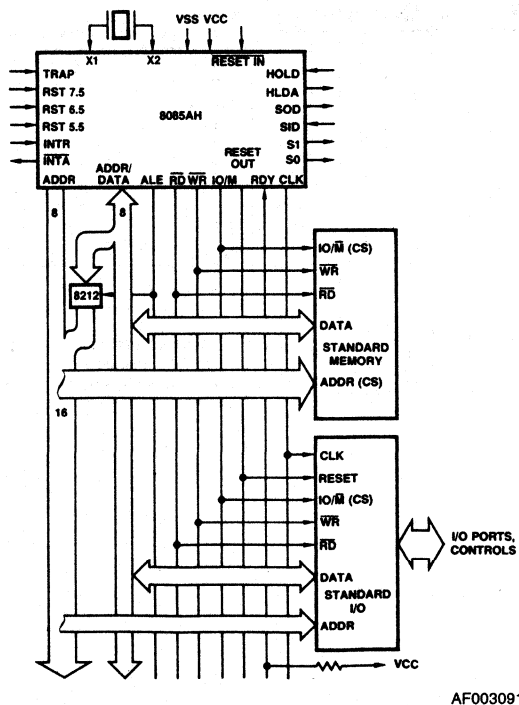 VSS VCC
X1 X2 RESET IN
TRAP HOLD
RST 7.5 HLDA
RST 6.5 8085AH SOD
RST 5.5 SID
INTR RESET S1
INTA ADDR/ OUT S0
ADDR DATA ALE RD WR IO/M RDY CLK
8 8
8212
IO/M (CS)
WR
RD
DATA
STANDARD
MEMORY
ADDR (CS)
16
CLK
RESET
IO/M (CS)
WR
RD
I/O PORTS,
CONTROLS
DATA
STANDARD
I/O
ADDR
VCC
AF003091